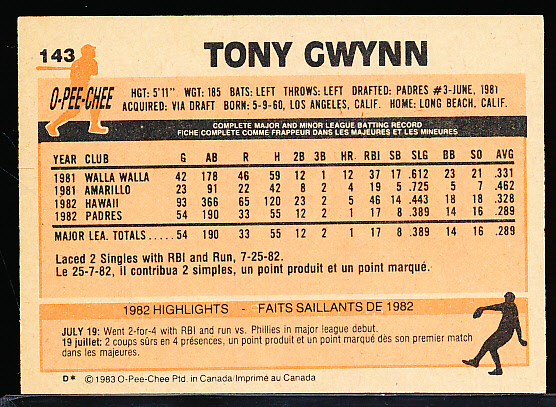 143
TONY GWYNN
O-PEE-CHEE
HGT: 5'11" WGT: 185 BATS: LEFT THROWS: LEFT DRAFTED: PADRES #3-JUNE, 1981
ACQUIRED: VIA DRAFT BORN: 5-9-60, LOS ANGELES, CALIF. HOME: LONG BEACH, CALIF.
COMPLETE MAJOR AND MINOR LEAGUE BATTING RECORD
FICHE COMPLÈTE COMME FRAPPEUR DANS LES MAJEURES ET LES MINEURES
YEAR CLUB G AB R H 2B 3B HR RBI SB SLG BB SO AVG
1981 WALLA WALLA 42 178 46 59 12 1 12 37 17 .612 23 21 .331
1981 AMARILLO 23 91 22 42 8 2 4 19 5 .725 5 7 .462
1982 HAWAII 93 366 65 120 23 2 5 46 14 .443 18 18 .328
1982 PADRES 54 190 33 55 12 1 1 17 8 .389 14 16 .289
MAJOR LEA. TOTALS ..... 54 190 33 55 12 1 1 17 8 .389 14 16 .289
Laced 2 Singles with RBI and Run, 7-25-82.
Le 25-7-82, il contribua 2 simples, un point produit et un point marqué.
1982 HIGHLIGHTS - FAITS SAILLANTS DE 1982
JULY 19: Went 2-for-4 with RBI and run vs. Phillies in major league debut.
19 juillet: 2 coups sûrs en 4 présences, un point produit et un point marqué dès son premier match
dans les majeures.
D* © 1983 O-Pee-Chee Ptd. in Canada/Imprimé au Canada